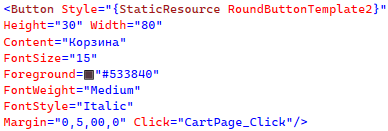 <Button Style="{StaticResource RoundButtonTemplate2}"
Height="30" Width="80"
Content="Корзина"
FontSize="15"
Foreground="#533840"
FontWeight="Medium"
FontStyle="Italic"
Margin="0,5,00,0" Click="CartPage_Click"/>